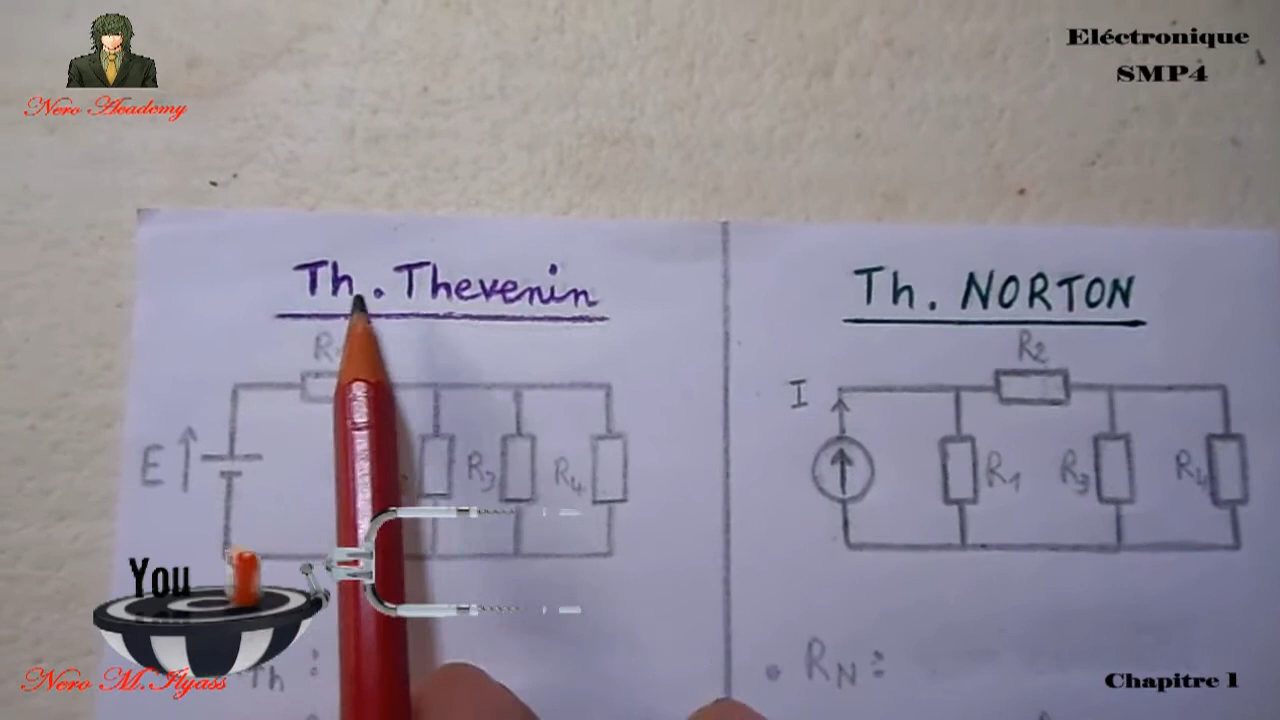 Eléctronique
SMP4
Nero Academy
Th. Thevenin
E
R3
R4
Th. NORTON
I
R2
R1
R3
R4
You
Nero M.Ilyass
Th :
. RN :
Chapitre 1